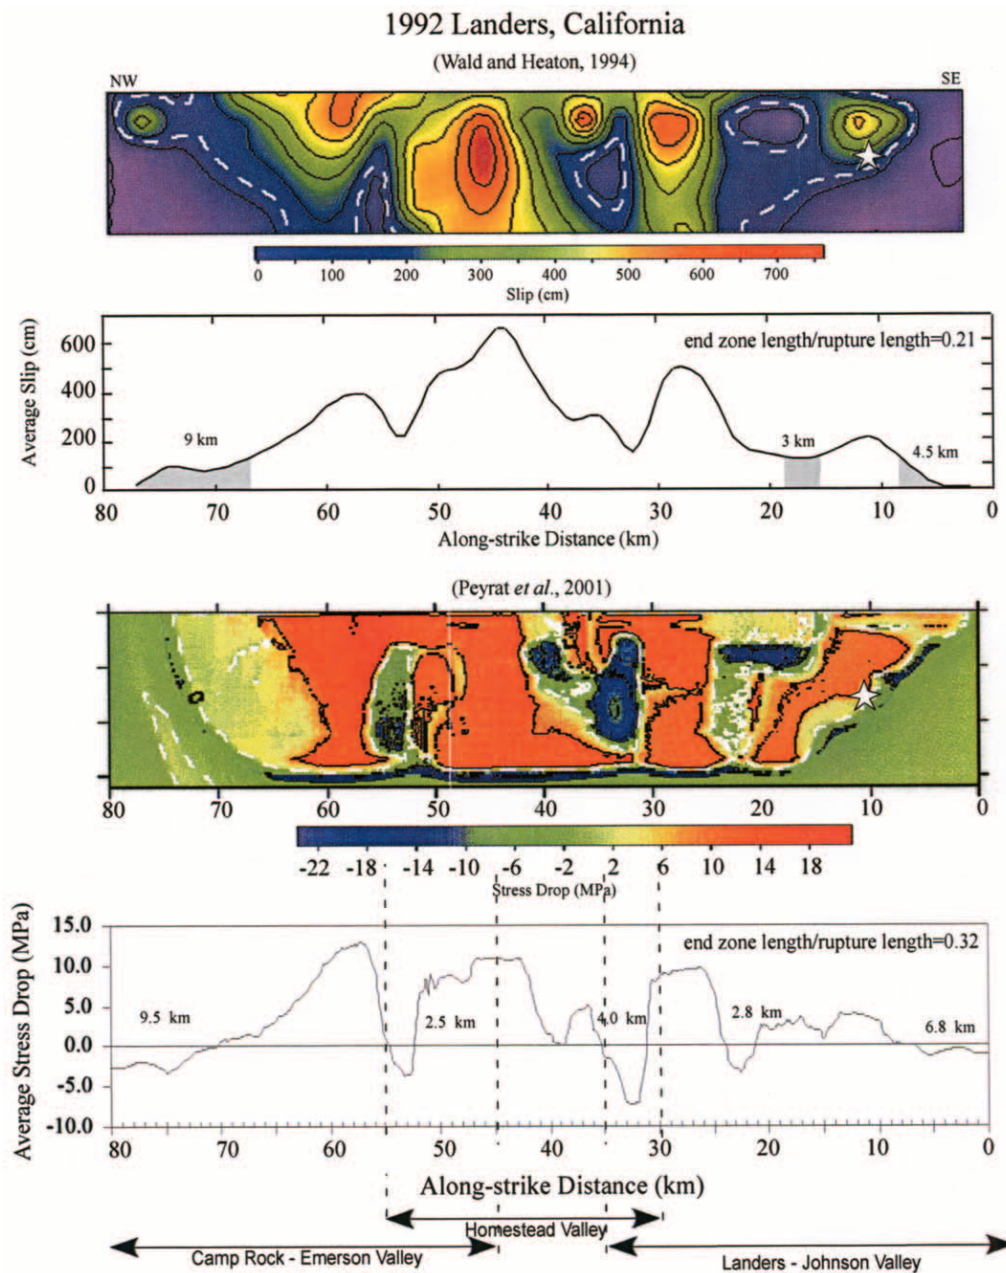 1992 Landers, California
(Wald and Heaton, 1994)
NW SE
0 100 200 300 400 500 600 700
Slip (cm)
Average Slip (cm)
600
400
200
0
end zone length/rupture length=0.21
9 km 3 km 4.5 km
80 70 60 50 40 30 20 10 0
Along-strike Distance (km)
(Peyrat et al., 2001)
80 70 60 50 40 30 20 10 0
-22 -18 -14 -10 -6 -2 2 6 10 14 18
Stress Drop (MPa)
Average Stress Drop (MPa)
15.0
10.0
5.0
0.0
-5.0
-10.0
end zone length/rupture length=0.32
9.5 km 2.5 km 4.0 km 2.8 km 6.8 km
80 70 60 50 40 30 20 10 0
Along-strike Distance (km)
Homestead Valley
Camp Rock - Emerson Valley Landers - Johnson Valley